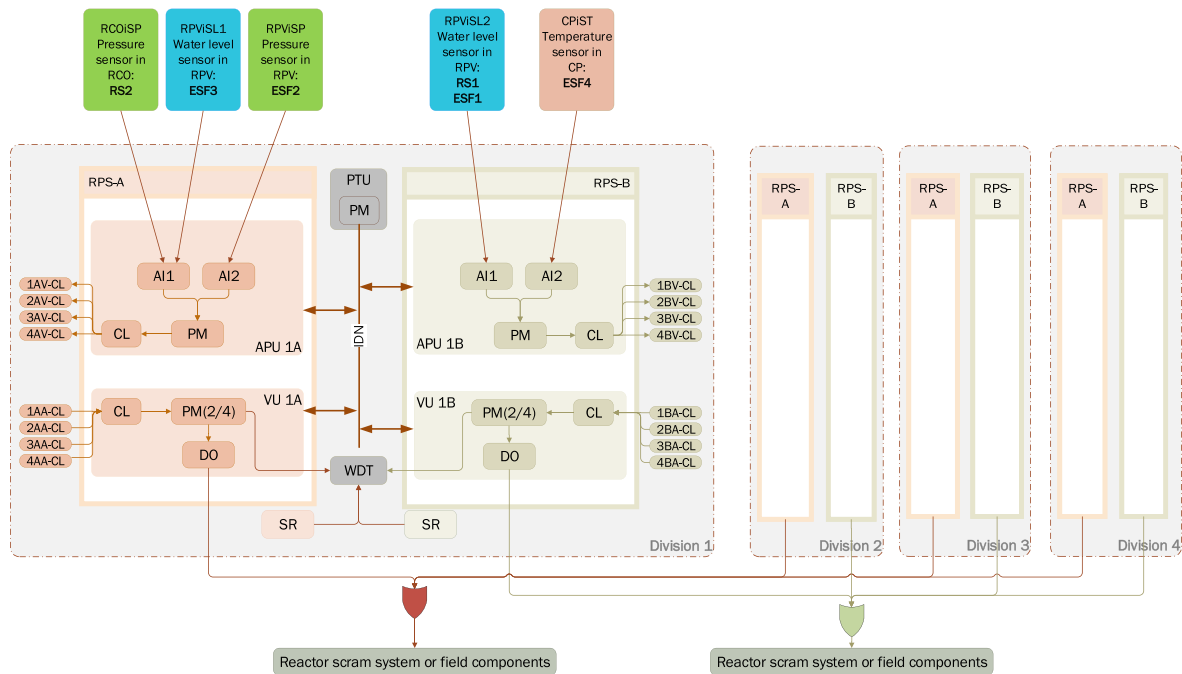 RCOiSP
Pressure
sensor in
RCO:
RS2
RPViSL1
Water level
sensor in
RPV:
ESF3
RPViSP
Pressure
sensor in
RPV:
ESF2
RPViSL2
Water level
sensor in
RPV:
RS1
ESF1
CPiST
Temperature
sensor in
CP:
ESF4
RPS-A
PTU
PM
RPS-B
AI1
AI2
1AV-CL
2AV-CL
3AV-CL
4AV-CL
CL
PM
APU 1A
IDN
AI1
AI2
PM
CL
APU 1B
1BV-CL
2BV-CL
3BV-CL
4BV-CL
1AA-CL
2AA-CL
3AA-CL
4AA-CL
CL
PM(2/4)
DO
VU 1A
WDT
VU 1B
PM(2/4)
CL
DO
1BA-CL
2BA-CL
3BA-CL
4BA-CL
SR
SR
Division 1
RPS-
A
RPS-
B
Division 2
RPS-
A
RPS-
B
Division 3
RPS-
A
RPS-
B
Division 4
Reactor scram system or field components
Reactor scram system or field components